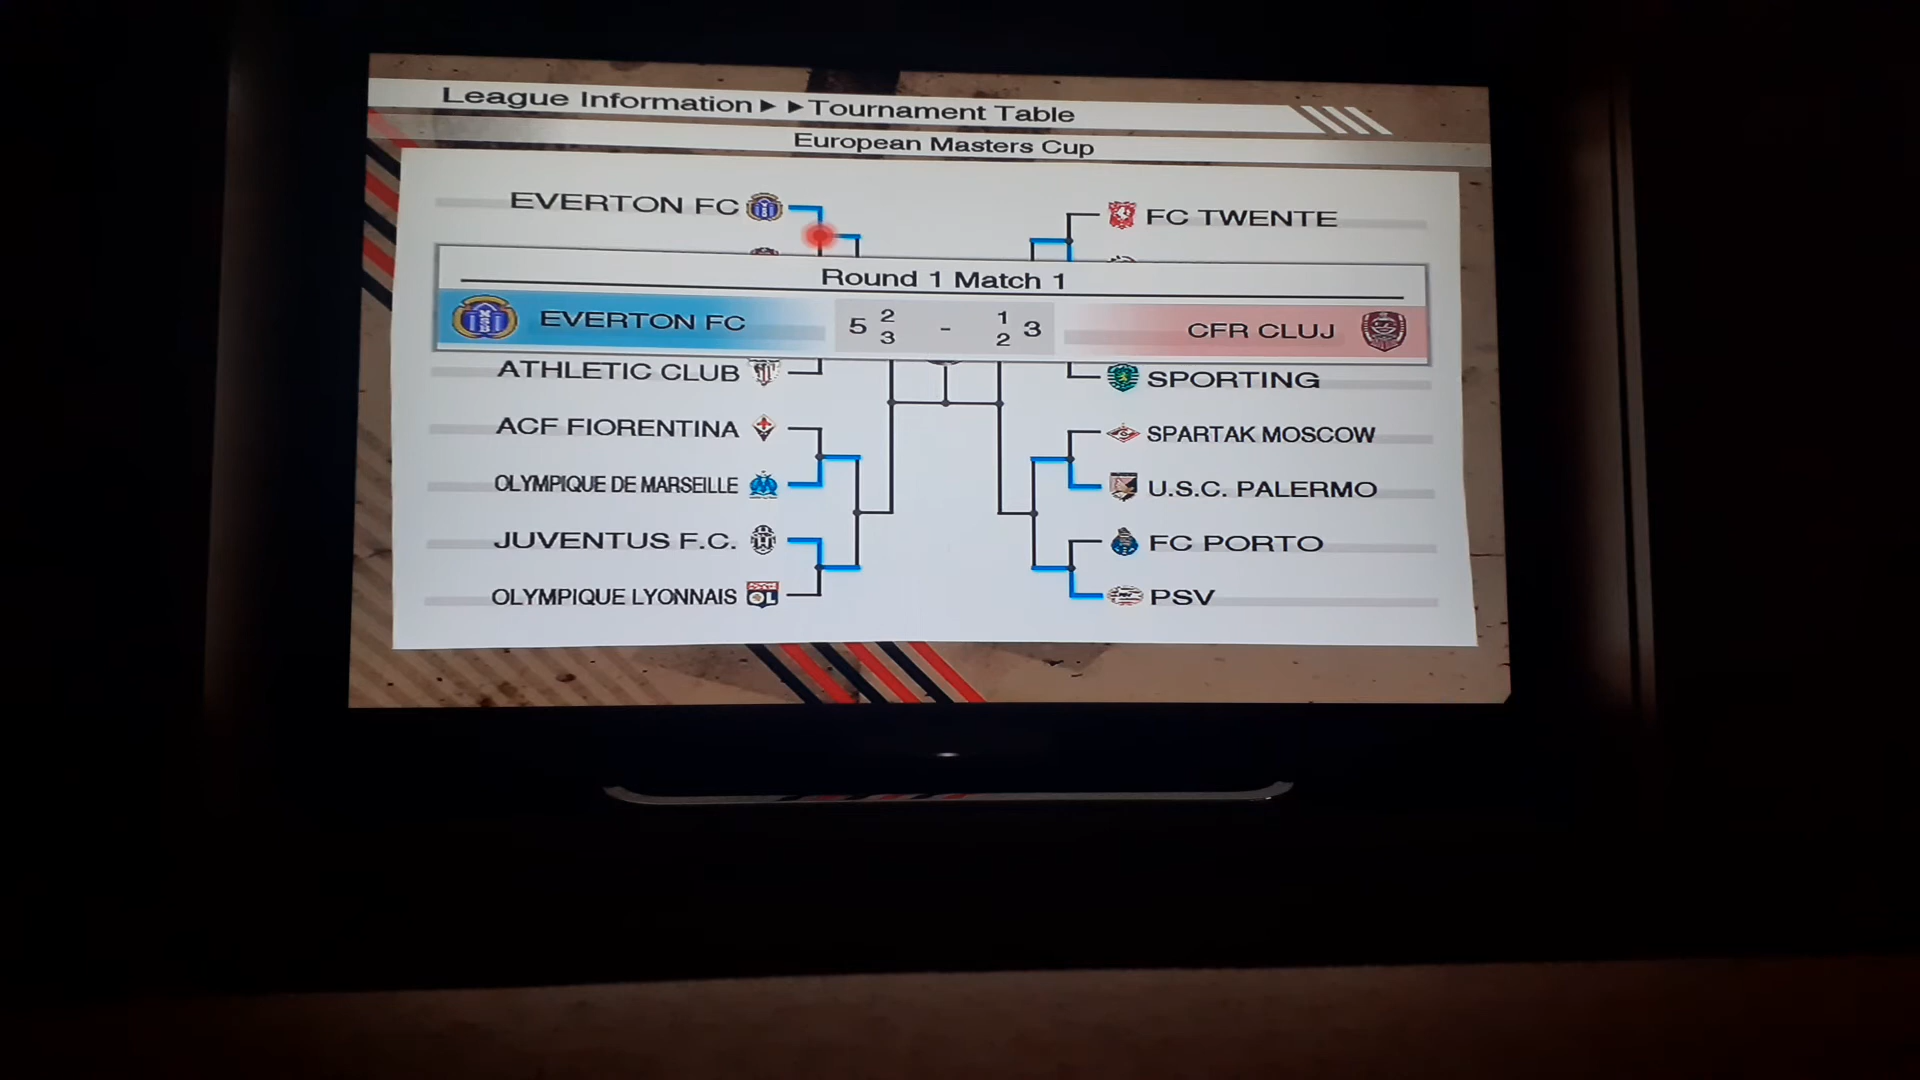 League Information ►►Tournament Table
European Masters Cup
EVERTON FC
FC TWENTE
Round 1 Match 1
EVERTON FC 5 2 3 - 1 2 3 CFR CLUJ
ATHLETIC CLUB
SPORTING
ACF FIORENTINA
SPARTAK MOSCOW
OLYMPIQUE DE MARSEILLE
U.S.C. PALERMO
JUVENTUS F.C.
FC PORTO
OLYMPIQUE LYONNAIS
OL
PSV